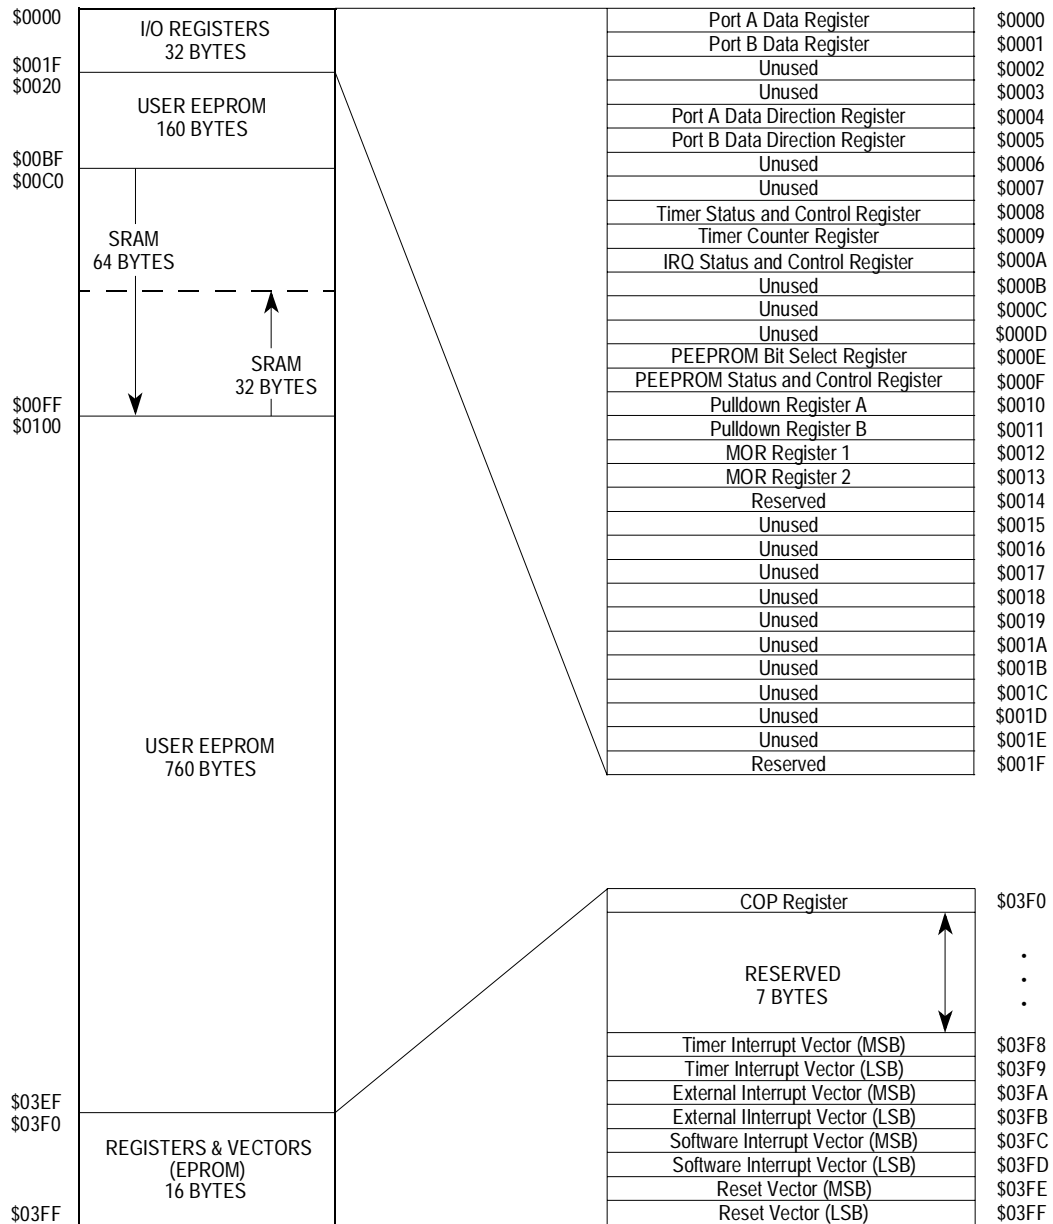 $0000
I/O REGISTERS
32 BYTES
$001F
$0020
USER EEPROM
160 BYTES
$00BF
$00C0
SRAM
64 BYTES
SRAM
32 BYTES
$00FF
$0100
USER EEPROM
760 BYTES
$03EF
$03F0
REGISTERS & VECTORS
(EPROM)
16 BYTES
$03FF
Port A Data Register $0000
Port B Data Register $0001
Unused $0002
Unused $0003
Port A Data Direction Register $0004
Port B Data Direction Register $0005
Unused $0006
Unused $0007
Timer Status and Control Register $0008
Timer Counter Register $0009
IRQ Status and Control Register $000A
Unused $000B
Unused $000C
Unused $000D
PEEPROM Bit Select Register $000E
PEEPROM Status and Control Register $000F
Pulldown Register A $0010
Pulldown Register B $0011
MOR Register 1 $0012
MOR Register 2 $0013
Reserved $0014
Unused $0015
Unused $0016
Unused $0017
Unused $0018
Unused $0019
Unused $001A
Unused $001B
Unused $001C
Unused $001D
Unused $001E
Reserved $001F
COP Register $03F0
RESERVED
7 BYTES
.
.
.
Timer Interrupt Vector (MSB) $03F8
Timer Interrupt Vector (LSB) $03F9
External Interrupt Vector (MSB) $03FA
External IInterrupt Vector (LSB) $03FB
Software Interrupt Vector (MSB) $03FC
Software Interrupt Vector (LSB) $03FD
Reset Vector (MSB) $03FE
Reset Vector (LSB) $03FF